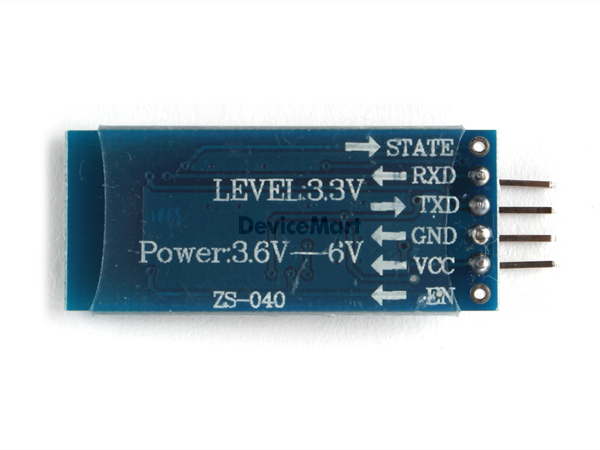 STATE
RXD
LEVEL:3.3V
TXD
DeviceMart
GND
Power:3.6V—6V
VCC
ZS-040
EN